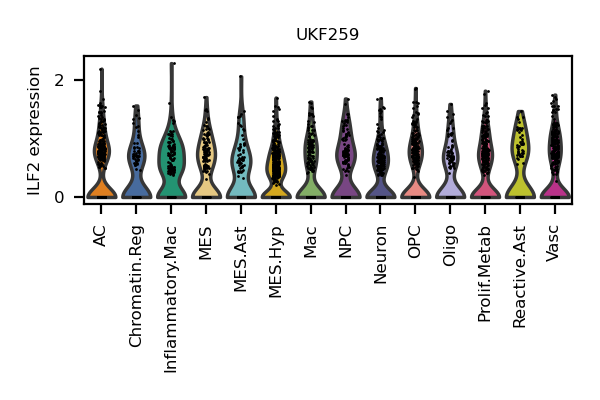 UKF259
ILF2 expression
2
0
AC
Chromatin.Reg
Inflammatory.Mac
MES
MES.Ast
MES.Hyp
Mac
NPC
Neuron
OPC
Oligo
Prolif.Metab
Reactive.Ast
Vasc